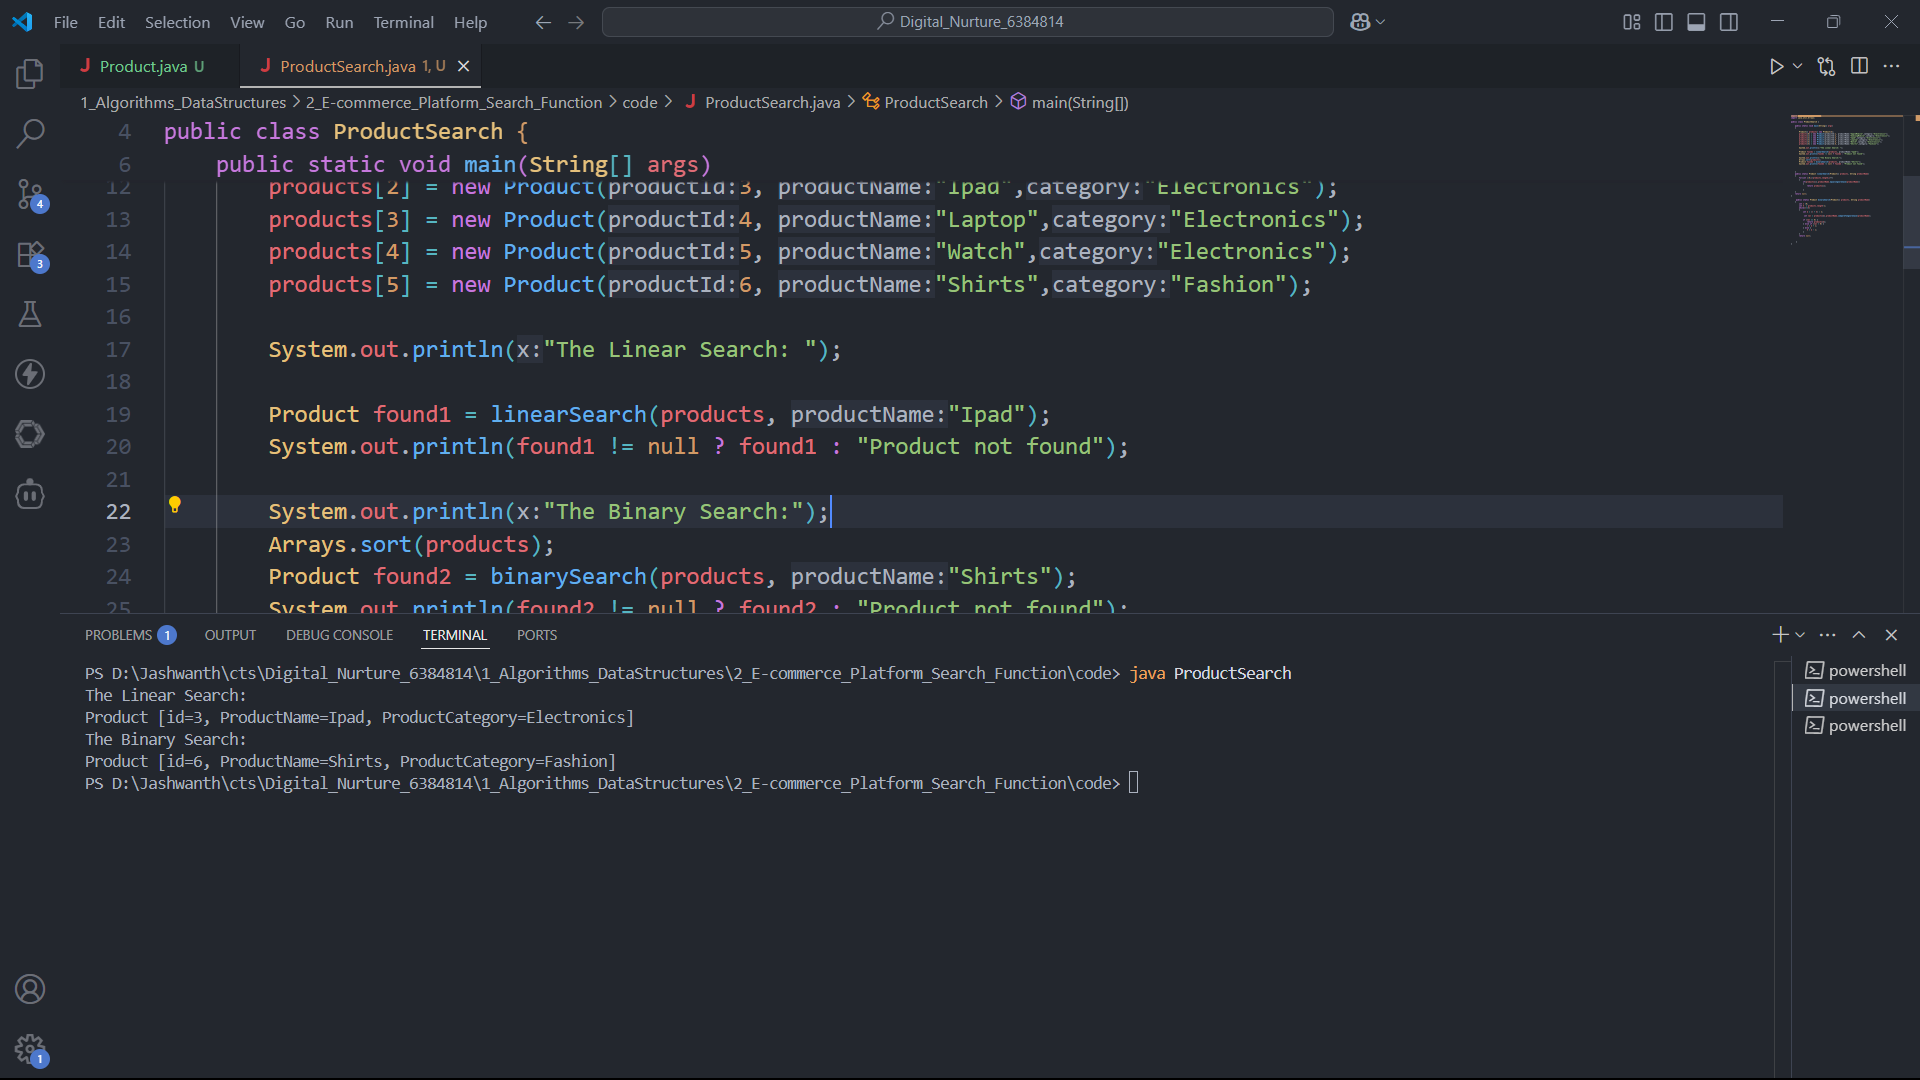 File Edit Selection View Go Run Terminal Help Digital_Nurture_6384814
Product.java U ProductSearch.java 1, U
1_Algorithms_DataStructures > 2_E-commerce_Platform_Search_Function > code > ProductSearch.java > ProductSearch > main(String[])
4 public class ProductSearch {
6 public static void main(String[] args)
12 products[2] = new Product(productId:3, productName:"Ipad",category:"Electronics");
13 products[3] = new Product(productId:4, productName:"Laptop",category:"Electronics");
14 products[4] = new Product(productId:5, productName:"Watch",category:"Electronics");
15 products[5] = new Product(productId:6, productName:"Shirts",category:"Fashion");
16
17 System.out.println(x:"The Linear Search: ");
18
19 Product found1 = linearSearch(products, productName:"Ipad");
20 System.out.println(found1 != null ? found1 : "Product not found");
21
22 System.out.println(x:"The Binary Search:");
23 Arrays.sort(products);
24 Product found2 = binarySearch(products, productName:"Shirts");
25 System.out.println(found2 != null ? found2 : "Product not found");
4
3
1
PROBLEMS 1 OUTPUT DEBUG CONSOLE TERMINAL PORTS
PS D:\Jashwanth\cts\Digital_Nurture_6384814\1_Algorithms_DataStructures\2_E-commerce_Platform_Search_Function\code> java ProductSearch
The Linear Search:
Product [id=3, ProductName=Ipad, ProductCategory=Electronics]
The Binary Search:
Product [id=6, ProductName=Shirts, ProductCategory=Fashion]
PS D:\Jashwanth\cts\Digital_Nurture_6384814\1_Algorithms_DataStructures\2_E-commerce_Platform_Search_Function\code>
powershell
powershell
powershell